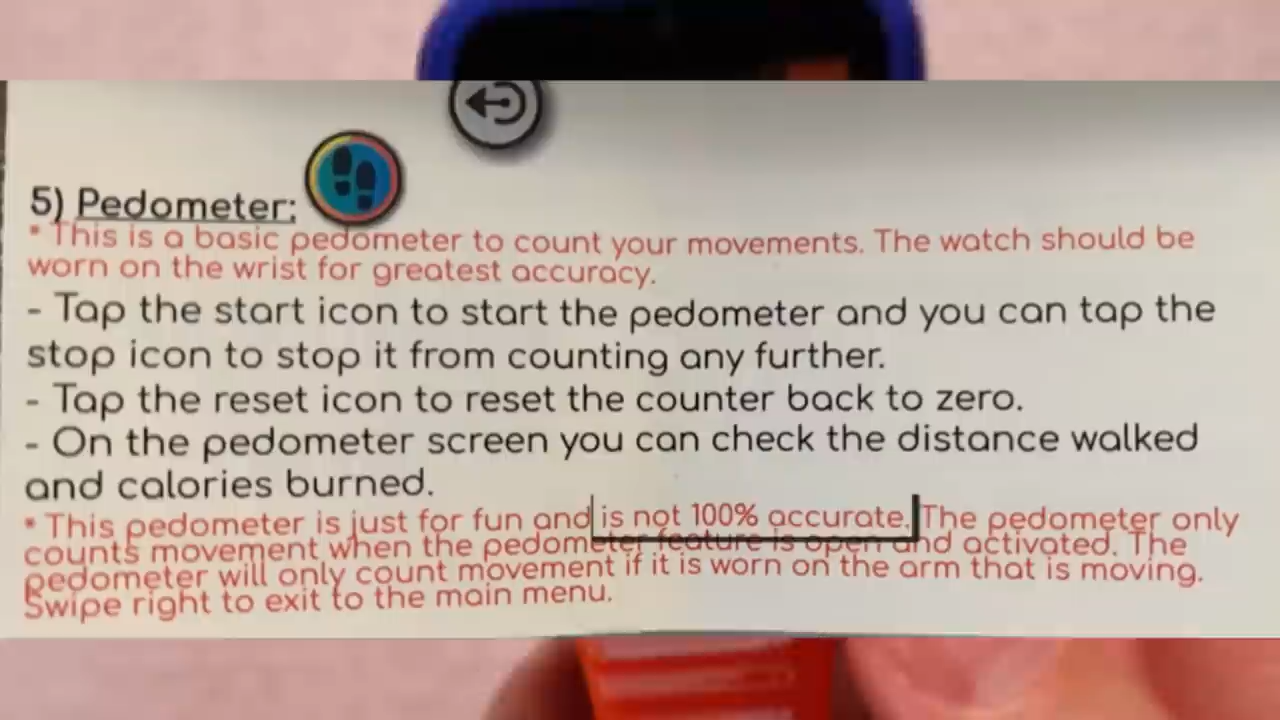 5) Pedometer:
* This is a basic pedometer to count your movements. The watch should be
worn on the wrist for greatest accuracy.
- Tap the start icon to start the pedometer and you can tap the
stop icon to stop it from counting any further.
- Tap the reset icon to reset the counter back to zero.
- On the pedometer screen you can check the distance walked
and calories burned.
* This pedometer is just for fun and is not 100% accurate. The pedometer only
counts movement when the pedometer feature is open and activated. The
pedometer will only count movement if it is worn on the arm that is moving.
Swipe right to exit to the main menu.